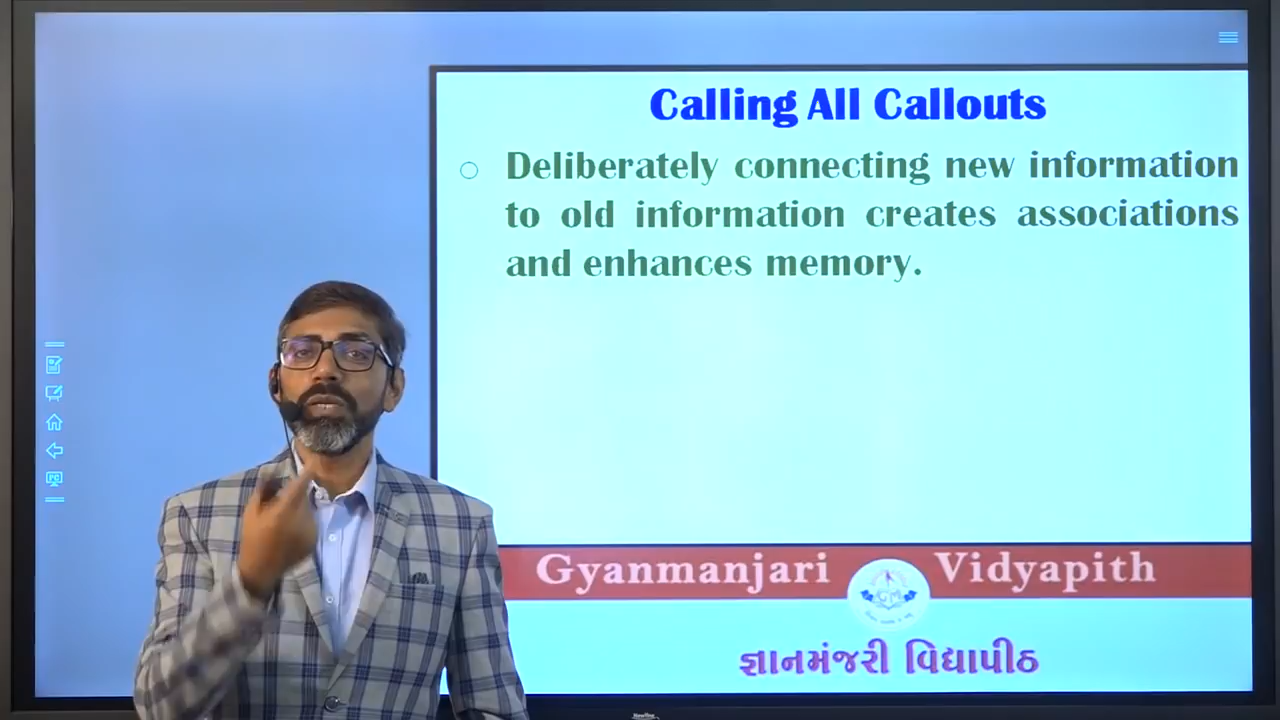 Calling All Callouts
Deliberately connecting new information
to old information creates associations
and enhances memory.
Gyanmanjari Vidyapith
GM
જ્ઞાનમંજરી વિદ્યાપીઠ